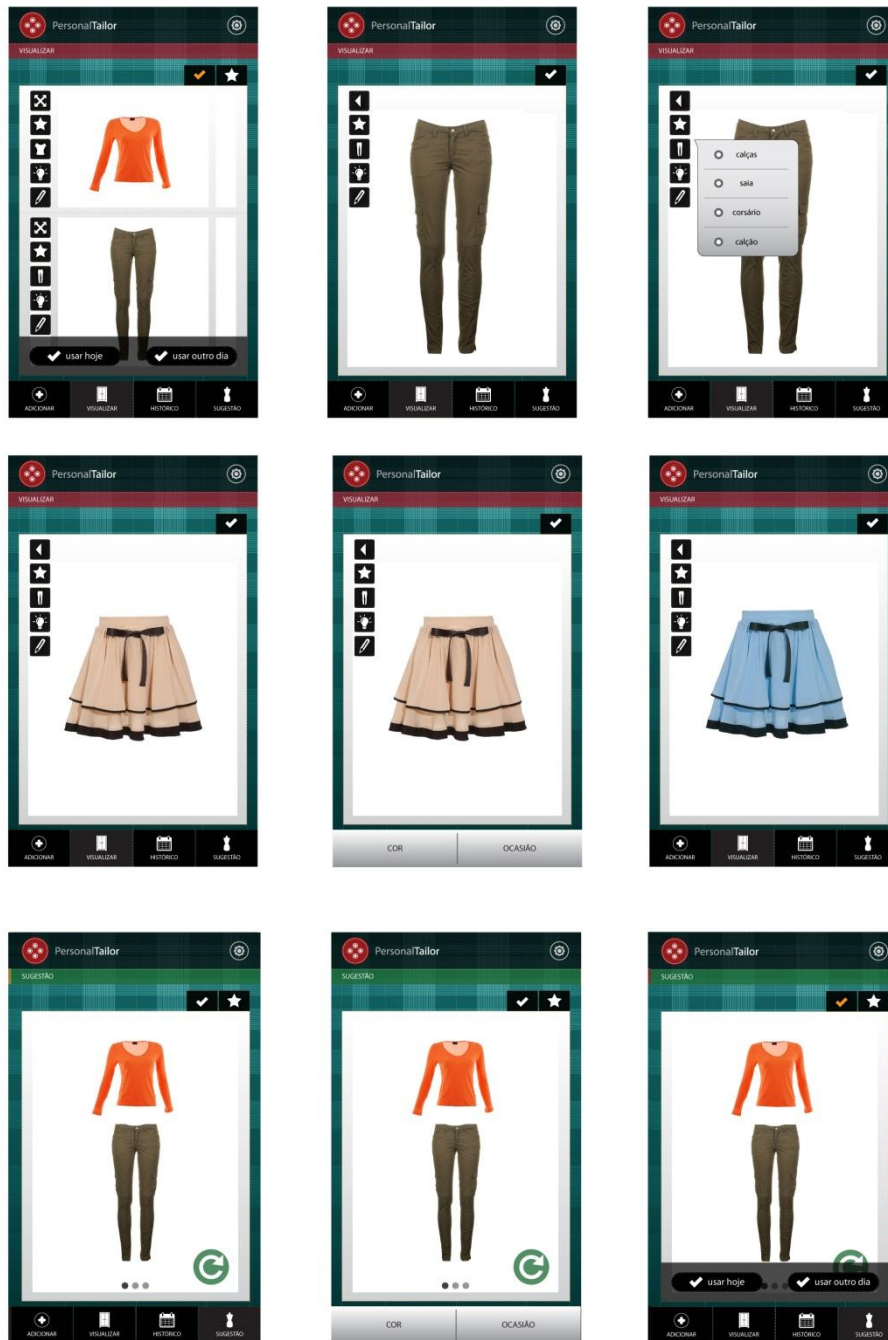 PersonalTailor
VISUALIZAR
usar hoje
usar outro dia
ADICIONAR
VISUALIZAR
HISTÓRICO
SUGESTÃO
PersonalTailor
VISUALIZAR
ADICIONAR
VISUALIZAR
HISTÓRICO
SUGESTÃO
PersonalTailor
VISUALIZAR
calças
saia
corsário
calção
ADICIONAR
VISUALIZAR
HISTÓRICO
SUGESTÃO
PersonalTailor
VISUALIZAR
ADICIONAR
VISUALIZAR
HISTÓRICO
SUGESTÃO
PersonalTailor
VISUALIZAR
COR
OCASIÃO
PersonalTailor
VISUALIZAR
ADICIONAR
VISUALIZAR
HISTÓRICO
SUGESTÃO
PersonalTailor
SUGESTÃO
ADICIONAR
VISUALIZAR
HISTÓRICO
SUGESTÃO
PersonalTailor
SUGESTÃO
COR
OCASIÃO
PersonalTailor
SUGESTÃO
usar hoje
usar outro dia
ADICIONAR
VISUALIZAR
HISTÓRICO
SUGESTÃO